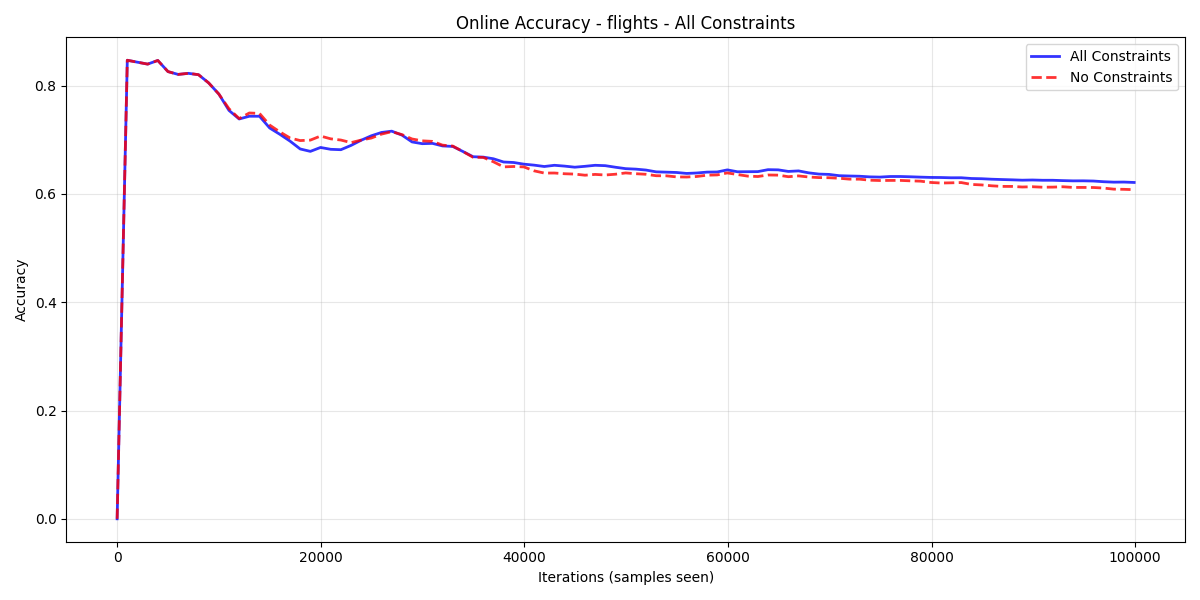 Online Accuracy - flights - All Constraints
All Constraints
No Constraints
Accuracy
0.8
0.6
0.4
0.2
0.0
0
20000
40000
60000
80000
100000
Iterations (samples seen)